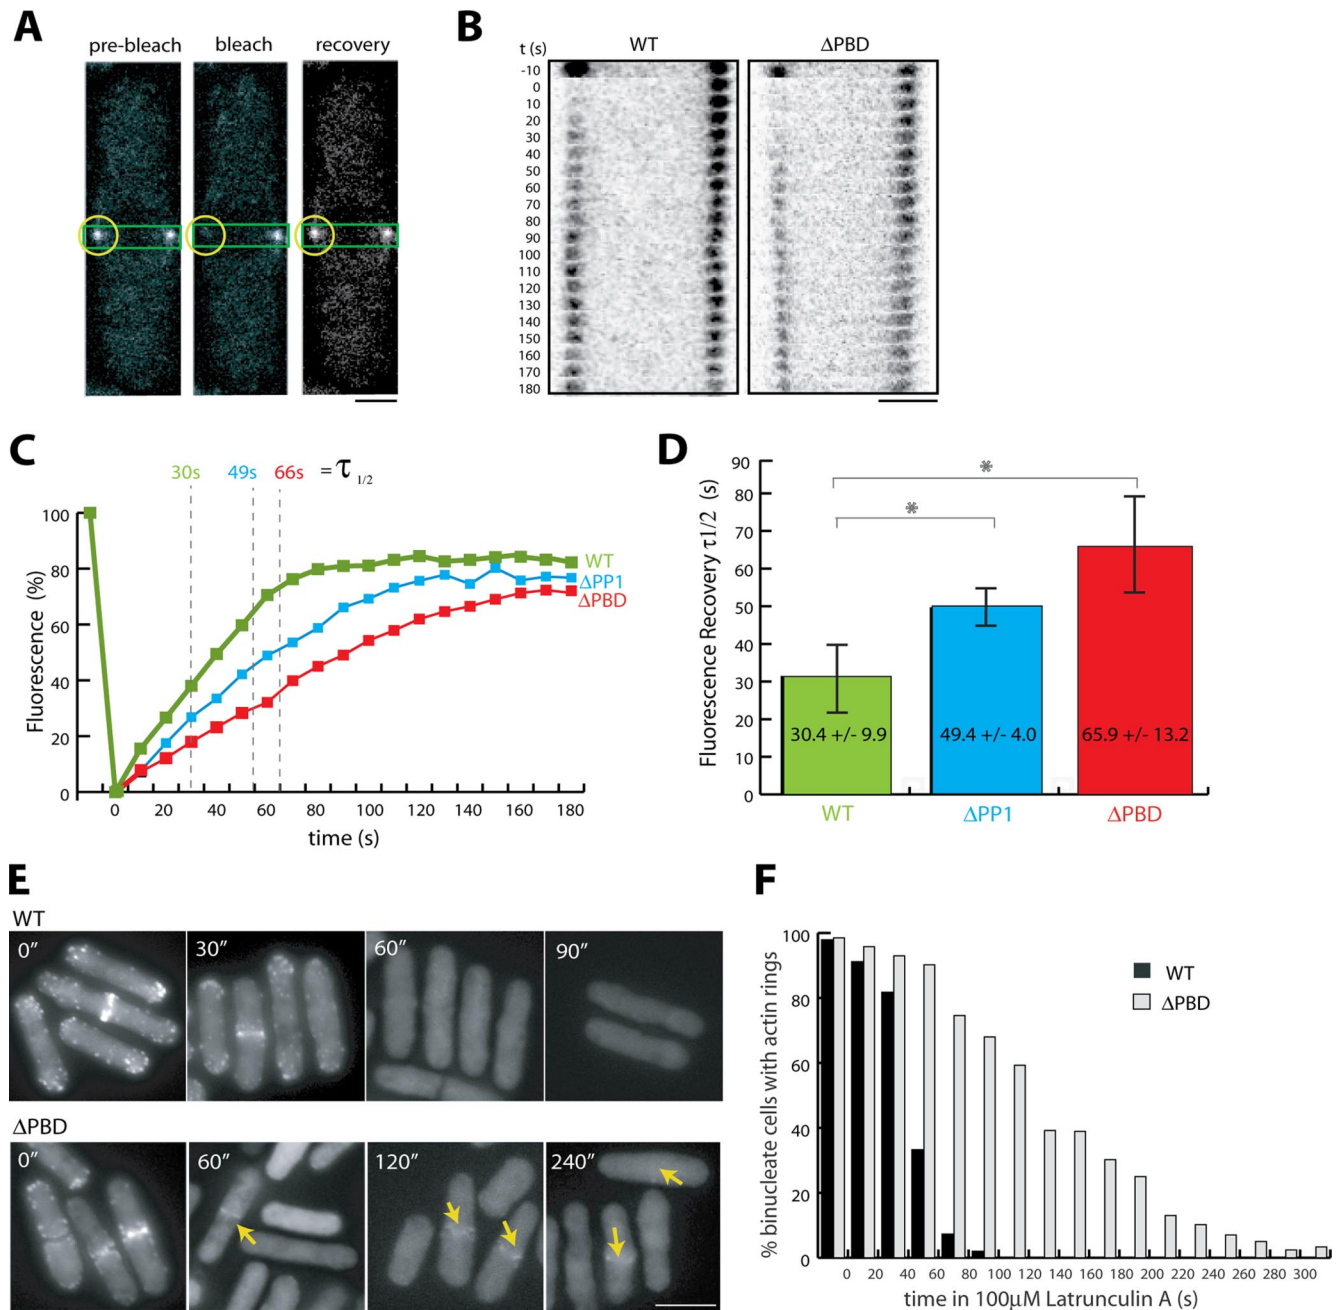 A
pre-bleach bleach recovery
B
t (s) WT ΔPBD
-10
0
10
20
30
40
50
60
70
80
90
100
110
120
130
140
150
160
170
180
C
30s 49s 66s = τ 1/2
Fluorescence (%)
100
80
60
40
20
0
WT
ΔPP1
ΔPBD
0 20 40 60 80 100 120 140 160 180
time (s)
D
Fluorescence Recovery τ1/2 (s)
90
80
70
60
50
40
30
20
10
0
*
*
30.4 +/- 9.9 49.4 +/- 4.0 65.9 +/- 13.2
WT ΔPP1 ΔPBD
E
WT
0” 30” 60” 90”
ΔPBD
0” 60” 120” 240”
F
% binucleate cells with actin rings
100
80
60
40
20
0
WT
ΔPBD
0 20 40 60 80 100 120 140 160 180 200 220 240 260 280 300
time in 100μM Latrunculin A (s)